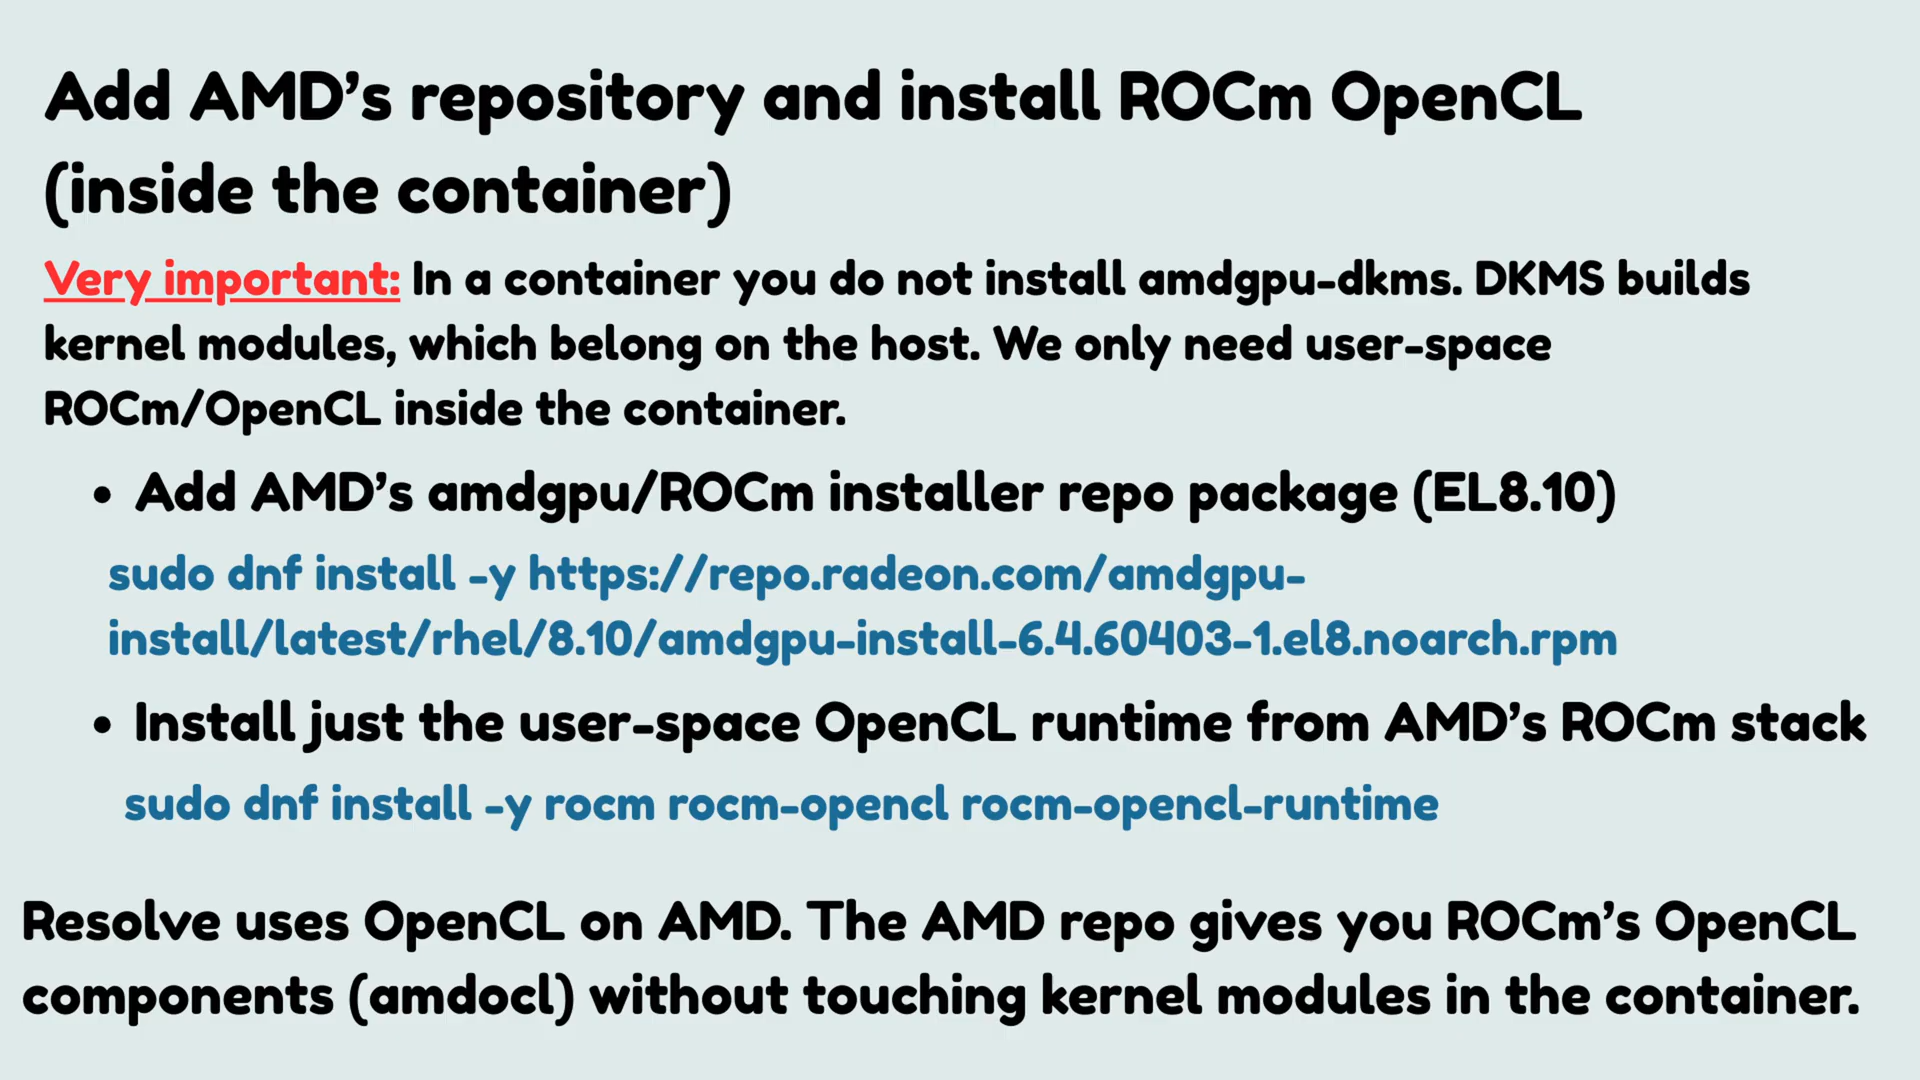 Add AMD’s repository and install ROCm OpenCL
(inside the container)
Very important: In a container you do not install amdgpu-dkms. DKMS builds
kernel modules, which belong on the host. We only need user-space
ROCm/OpenCL inside the container.
• Add AMD’s amdgpu/ROCm installer repo package (EL8.10)
sudo dnf install -y https://repo.radeon.com/amdgpu-
install/latest/rhel/8.10/amdgpu-install-6.4.60403-1.el8.noarch.rpm
• Install just the user-space OpenCL runtime from AMD’s ROCm stack
sudo dnf install -y rocm rocm-opencl rocm-opencl-runtime
Resolve uses OpenCL on AMD. The AMD repo gives you ROCm’s OpenCL
components (amdocl) without touching kernel modules in the container.